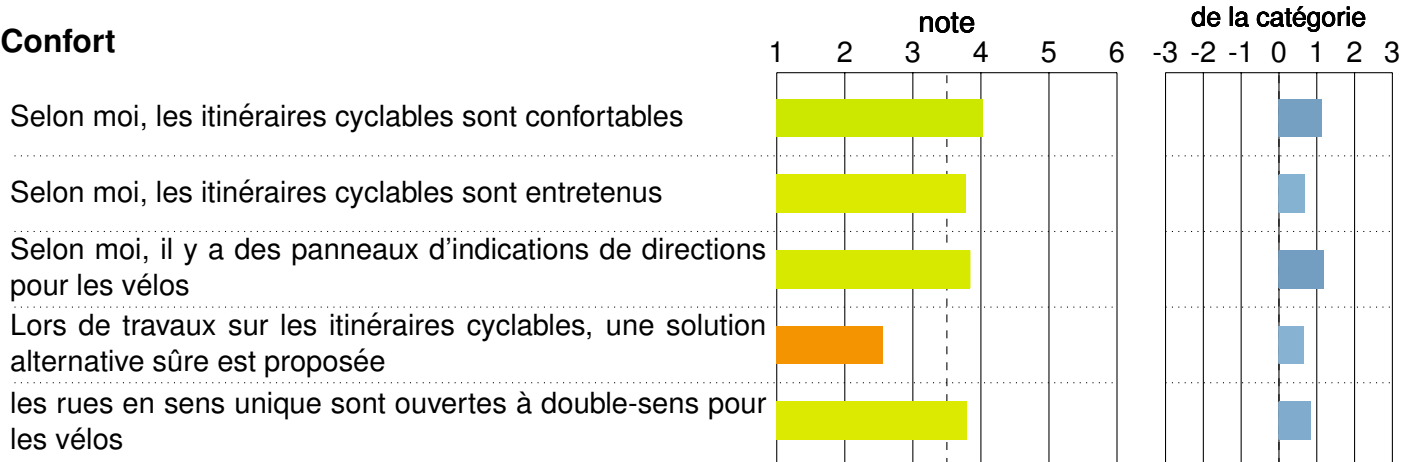 note
de la catégorie
Confort
1 2 3 4 5 6
-3 -2 -1 0 1 2 3
Selon moi, les itinéraires cyclables sont confortables
Selon moi, les itinéraires cyclables sont entretenus
Selon moi, il y a des panneaux d'indications de directions
pour les vélos
Lors de travaux sur les itinéraires cyclables, une solution
alternative sûre est proposée
les rues en sens unique sont ouvertes à double-sens pour
les vélos